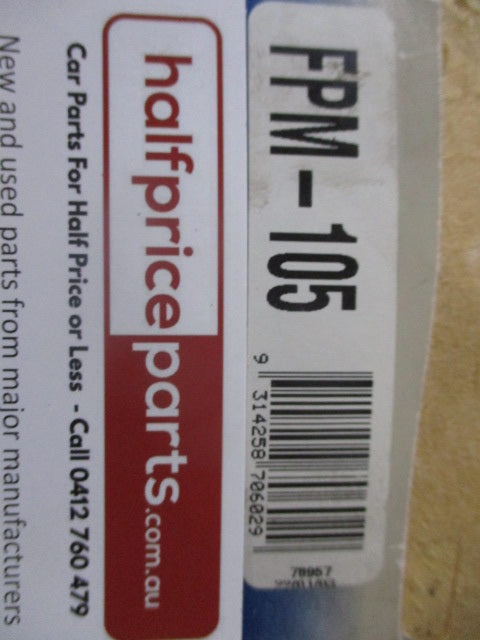 FPM-105
9 314258 706029
78957
halfpriceparts.com.au
Car Parts For Half Price or Less - Call 0412 760 479
New and used parts from major manufacturers